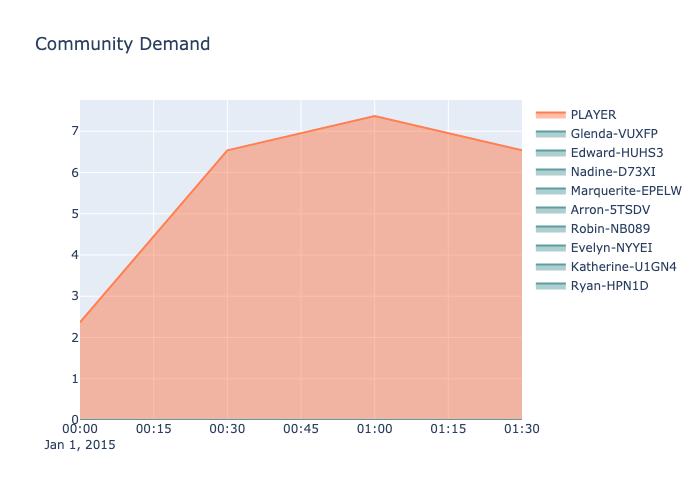 Community Demand
7
6
5
4
3
2
1
0
00:00 00:15 00:30 00:45 01:00 01:15 01:30
Jan 1, 2015
PLAYER
Glenda-VUXFP
Edward-HUHS3
Nadine-D73XI
Marquerite-EPELW
Arron-5TSDV
Robin-NB089
Evelyn-NYYEI
Katherine-U1GN4
Ryan-HPN1D